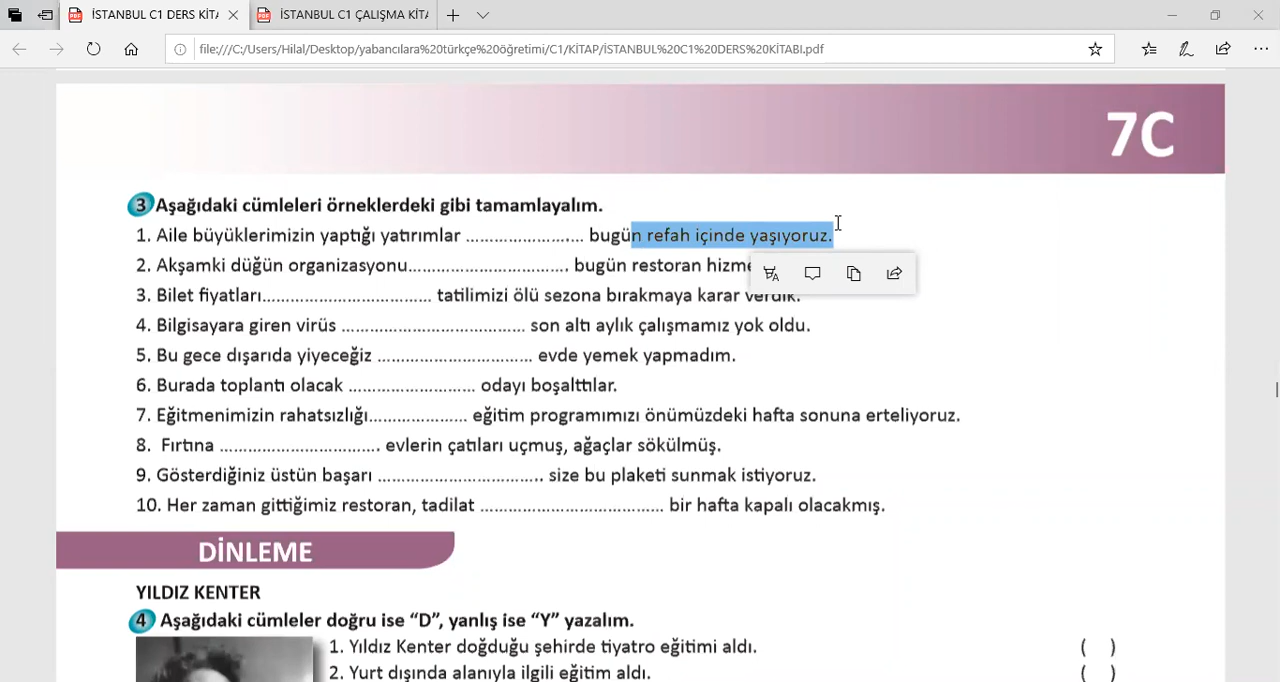 İSTANBUL C1 DERS KİTA
İSTANBUL C1 ÇALIŞMA KİTA
file:///C:/Users/Hilal/Desktop/yabancılara%20türkçe%20öğretimi/C1/KİTAP/İSTANBUL%20C1%20DERS%20KİTABI.pdf
7C
3 Aşağıdaki cümleleri örneklerdeki gibi tamamlayalım.
1. Aile büyüklerimizin yaptığı yatırımlar ........................ bugün refah içinde yaşıyoruz.
2. Akşamki düğün organizasyonu............................. bugün restoran hizme
3. Bilet fiyatları................................ tatilimizi ölü sezona bırakmaya karar verdik.
4. Bilgisayara giren virüs .................................. son altı aylık çalışmamız yok oldu.
5. Bu gece dışarıda yiyeceğiz ............................. evde yemek yapmadım.
6. Burada toplantı olacak ........................ odayı boşalttılar.
7. Eğitmenimizin rahatsızlığı.................. eğitim programımızı önümüzdeki hafta sonuna erteliyoruz.
8. Fırtına .............................. evlerin çatıları uçmuş, ağaçlar sökülmüş.
9. Gösterdiğiniz üstün başarı ............................... size bu plaketi sunmak istiyoruz.
10. Her zaman gittiğimiz restoran, tadilat .................................. bir hafta kapalı olacakmış.
DİNLEME
YILDIZ KENTER
4 Aşağıdaki cümleler doğru ise “D”, yanlış ise “Y” yazalım.
1. Yıldız Kenter doğduğu şehirde tiyatro eğitimi aldı. ( )
2. Yurt dışında alanıyla ilgili eğitim aldı. ( )